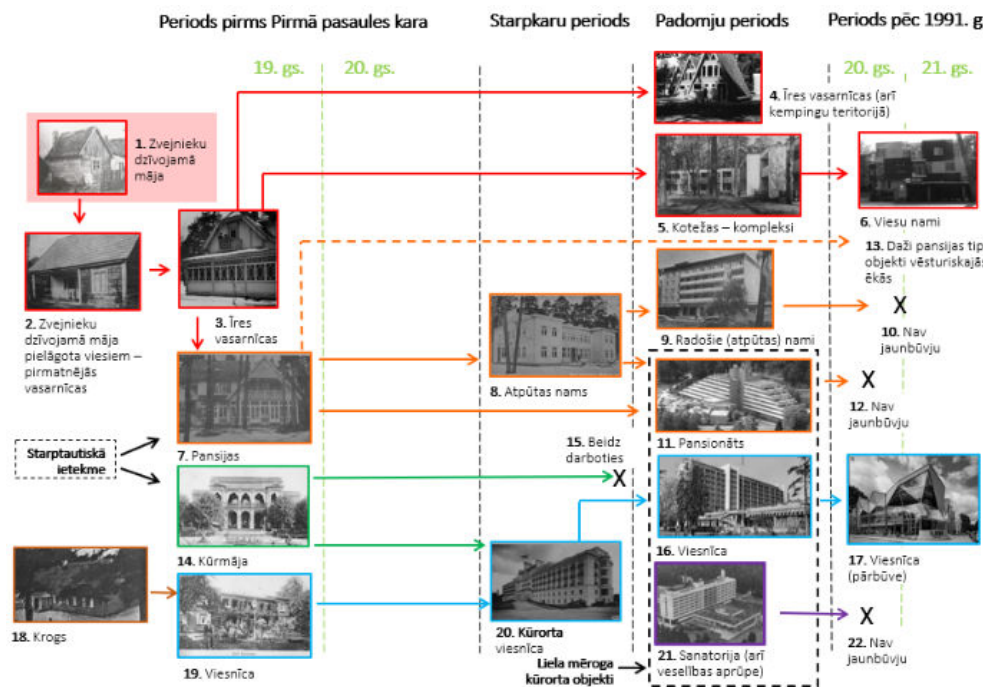 Periods pirms Pirmā pasaules kara
Starpkaru periods
Padomju periods
Periods pēc 1991. g
19. gs.
20. gs.
20. gs.
21. gs.
1. Zvejnieku
dzīvojamā
māja
2. Zvejnieku
dzīvojamā māja
pielāgota viesiem –
pirmatnējās
vasarnīcas
3. Īres
vasarnīcas
4. Īres vasarnīcas (arī
kempingu teritorijā)
5. Kotežas – kompleksi
6. Viesu nami
13. Daži pansijas tip
objekti vēsturiskajās
ēkās
7. Pansijas
8. Atpūtas nams
9. Radošie (atpūtas) nami
X
10. Nav
jaunbūvju
11. Pansionāts
X
12. Nav
jaunbūvju
Starptautiskā
ietekme
14. Kūrmāja
15. Beidz
darboties
X
16. Viesnīca
17. Viesnīca
(pārbūve)
18. Krogs
19. Viesnīca
20. Kūrorta
viesnīca
Liela mēroga
kūrorta objekti
21. Sanatorija (arī
veselības aprūpe)
X
22. Nav
jaunbūvju